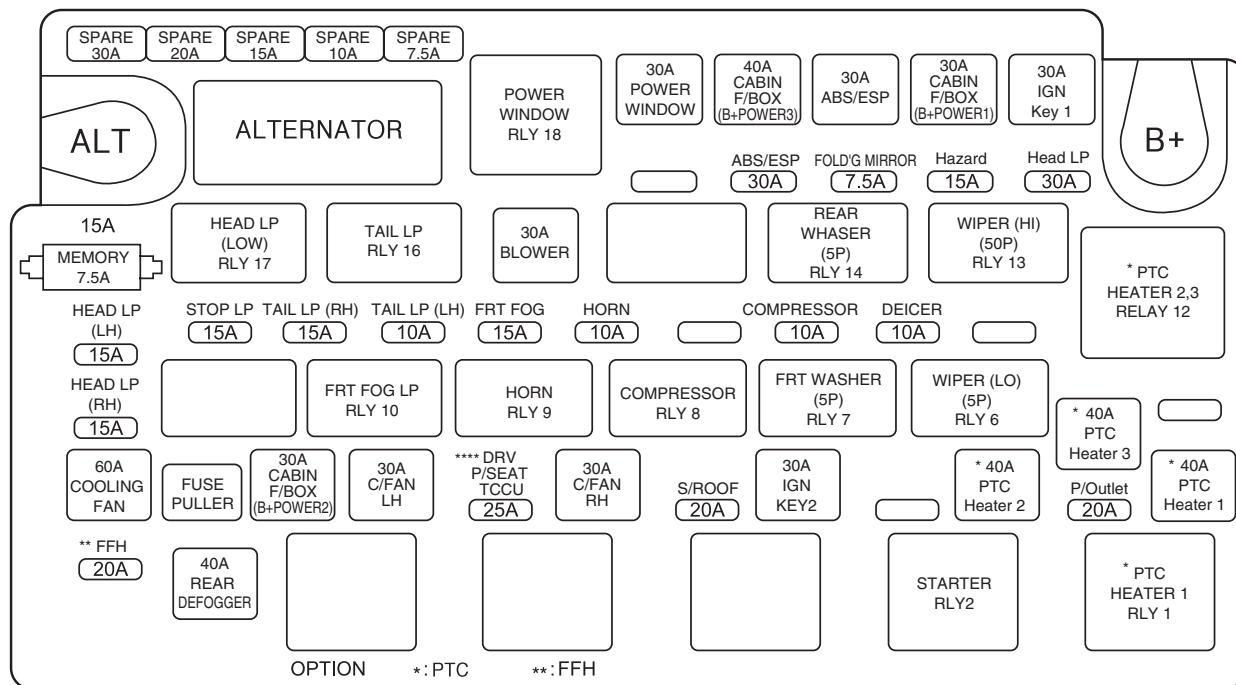 SPARE
30A
SPARE
20A
SPARE
15A
SPARE
10A
SPARE
7.5A
ALT
ALTERNATOR
POWER
WINDOW
RLY 18
30A
POWER
WINDOW
40A
CABIN
F/BOX
(B+POWER3)
30A
ABS/ESP
30A
CABIN
F/BOX
(B+POWER1)
30A
IGN
Key 1
B+
ABS/ESP
30A
FOLD'G MIRROR
7.5A
Hazard
15A
Head LP
30A
15A
MEMORY
7.5A
HEAD LP
(LOW)
RLY 17
TAIL LP
RLY 16
30A
BLOWER
REAR
WHASER
(5P)
RLY 14
WIPER (HI)
(50P)
RLY 13
* PTC
HEATER 2,3
RELAY 12
HEAD LP
(LH)
15A
STOP LP
15A
TAIL LP (RH)
15A
TAIL LP (LH)
10A
FRT FOG
15A
HORN
10A
COMPRESSOR
10A
DEICER
10A
HEAD LP
(RH)
15A
FRT FOG LP
RLY 10
HORN
RLY 9
COMPRESSOR
RLY 8
FRT WASHER
(5P)
RLY 7
WIPER (LO)
(5P)
RLY 6
* 40A
PTC
Heater 3
60A
COOLING
FAN
FUSE
PULLER
30A
CABIN
F/BOX
(B+POWER2)
30A
C/FAN
LH
**** DRV
P/SEAT
TCCU
25A
30A
C/FAN
RH
S/ROOF
20A
30A
IGN
KEY2
* 40A
PTC
Heater 2
P/Outlet
20A
* 40A
PTC
Heater 1
** FFH
20A
40A
REAR
DEFOGGER
STARTER
RLY2
* PTC
HEATER 1
RLY 1
OPTION *:PTC **:FFH